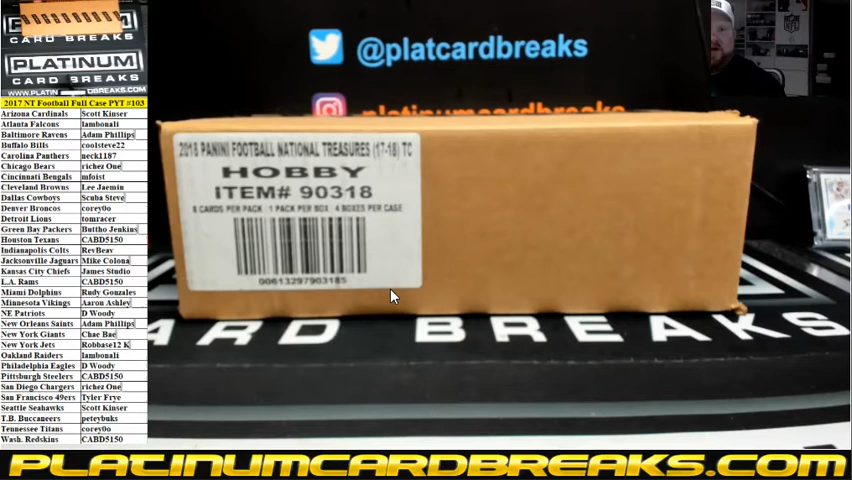 CARD BREAKS
PLATINUM
CARD BREAKS
WWW.PLATINUM
2017 NT Football Full Case PYT #103
Arizona Cardinals Scott Kinser
Atlanta Falcons lambonali
Baltimore Ravens Adam Phillips
Buffalo Bills coolsteve22
Carolina Panthers neck1187
Chicago Bears richez One
Cincinnati Bengals mfoist
Cleveland Browns Lee Jaemin
Dallas Cowboys Scuba Steve
Denver Broncos corey0o
Detroit Lions tomracer
Green Bay Packers Buttho Jenkins
Houston Texans CABD5150
Indianapolis Colts RevBeav
Jacksonville Jaguars Mike Colona
Kansas City Chiefs James Studio
L.A. Rams CABD5150
Miami Dolphins Rudy Gonzales
Minnesota Vikings Aaron Ashley
NE Patriots D Woody
New Orleans Saints Adam Phillips
New York Giants Chae Bae
New York Jets Robbase12 K
Oakland Raiders lambonali
Philadelphia Eagles D Woody
Pittsburgh Steelers CABD5150
San Diego Chargers richez One
San Francisco 49ers Tyler Frye
Seattle Seahawks Scott Kinser
T.B. Buccaneers peteybuks
Tennessee Titans corey0o
Wash. Redskins CABD5150
@platcardbreaks
platinumcardbreaks
2018 PANINI FOOTBALL NATIONAL TREASURES (17-18) TC
HOBBY
ITEM# 90318
8 CARDS PER PACK · 1 PACK PER BOX · 4 BOXES PER CASE
00613297903185
ARD BREAKS
PLATINUMCARDBREAKS.COM